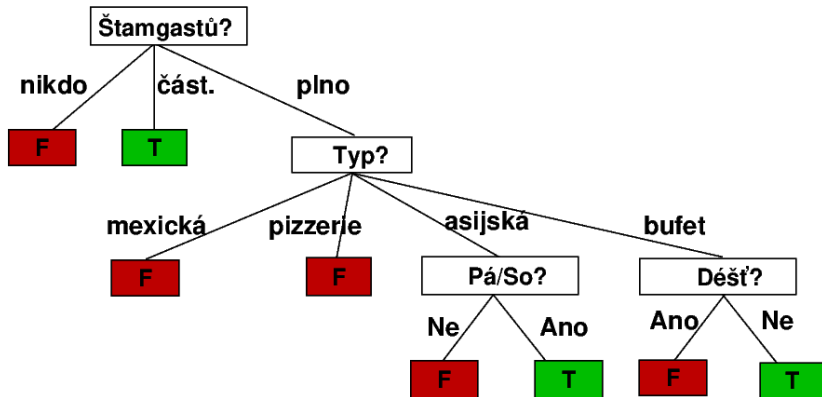 Štamgastů?
nikdo část. plno
F T Typ?
mexická pizzerie asijská bufet
F F Pá/So? Déšť?
Ne Ano Ano Ne
F T F T